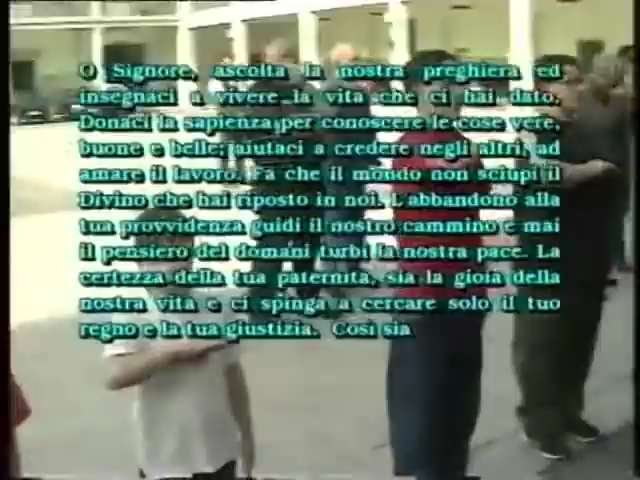 O Signore, ascolta la nostra preghiera ed
insegnaci a vivere la vita che ci hai dato.
Donaci la sapienza per conoscere le cose vere,
buone e belle; aiutaci a credere negli altri, ad
amare il lavoro. Fa che il mondo non sciupi il
Divino che hai riposto in noi. L'abbandono alla
tua provvidenza guidi il nostro cammino e mai
il pensiero del domani turbi la nostra pace. La
certezza della tua paternità, sia la gioia della
nostra vita e ci spinga a cercare solo il tuo
regno e la tua giustizia. Così sia